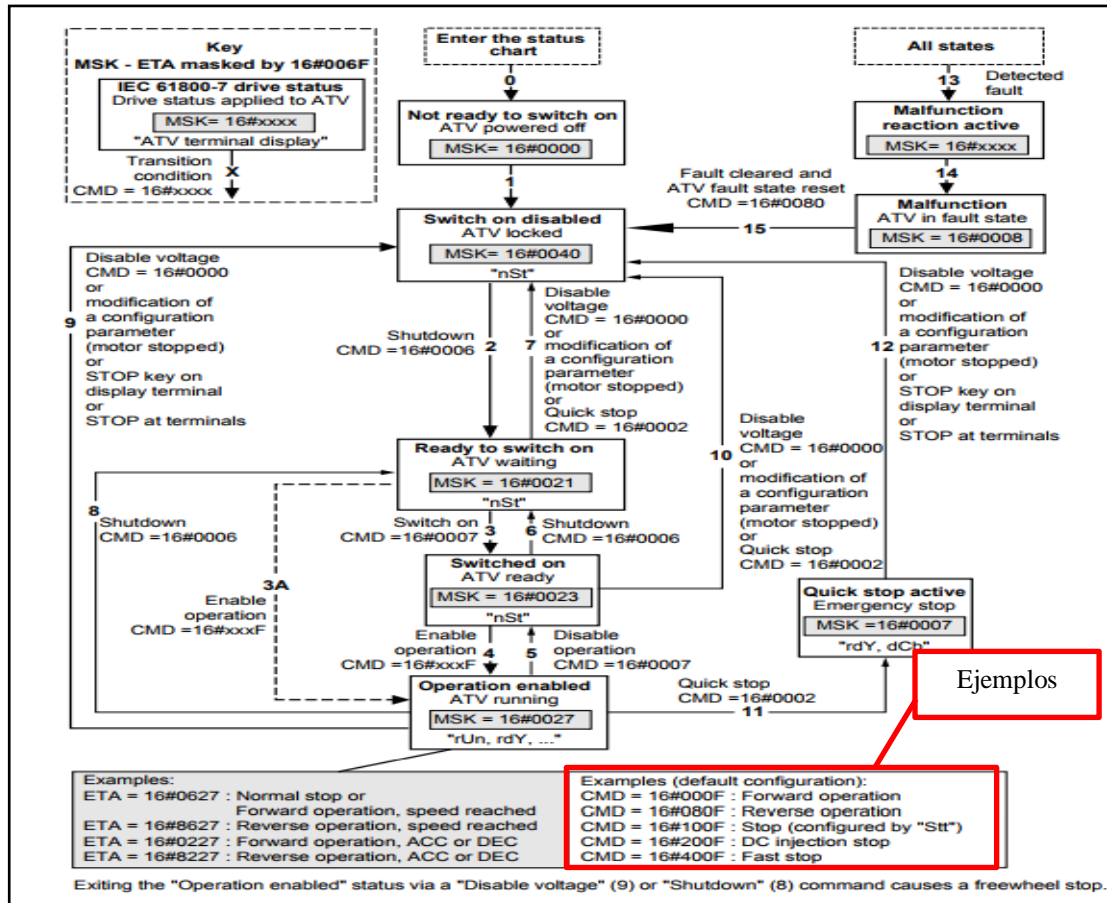 Key
MSK - ETA masked by 16#006F
IEC 61800-7 drive status
Drive status applied to ATV
MSK= 16#xxxx
"ATV terminal display"
Transition
condition
CMD = 16#xxxx
X
Enter the status
chart
0
Not ready to switch on
ATV powered off
MSK= 16#0000
1
All states
13
Detected
fault
Malfunction
reaction active
MSK= 16#xxxx
14
Malfunction
ATV in fault state
MSK = 16#0008
Fault cleared and
ATV fault state reset
CMD =16#0080
15
Switch on disabled
ATV locked
MSK= 16#0040
"nSt"
Disable voltage
CMD = 16#0000
or
modification of
a configuration
parameter
(motor stopped)
or
STOP key on
display terminal
or
STOP at terminals
9
Shutdown
CMD =16#0006
2
7
Disable
voltage
CMD = 16#0000
or
modification of
a configuration
parameter
(motor stopped)
or
Quick stop
CMD = 16#0002
12
Disable voltage
CMD = 16#0000
or
modification of
a configuration
parameter
(motor stopped)
or
STOP key on
display terminal
or
STOP at terminals
Ready to switch on
ATV waiting
MSK = 16#0021
"nSt"
10
Disable
voltage
CMD =16#0000
or
modification of
a configuration
parameter
(motor stopped)
or
Quick stop
CMD =16#0002
8
Shutdown
CMD =16#0006
Switch on
CMD =16#0007
3
6
Shutdown
CMD =16#0006
Switched on
ATV ready
MSK = 16#0023
"nSt"
3A
Enable
operation
CMD =16#xxxF
Enable
operation
CMD =16#xxxF
4
5
Disable
operation
CMD =16#0007
Quick stop active
Emergency stop
MSK =16#0007
"rdY, dCb"
Operation enabled
ATV running
MSK = 16#0027
"rUn, rdY, ..."
Quick stop
CMD =16#0002
11
Ejemplos
Examples:
ETA = 16#0627 : Normal stop or
Forward operation, speed reached
ETA = 16#8627 : Reverse operation, speed reached
ETA = 16#0227 : Forward operation, ACC or DEC
ETA = 16#8227 : Reverse operation, ACC or DEC
Examples (default configuration):
CMD = 16#000F : Forward operation
CMD = 16#080F : Reverse operation
CMD = 16#100F : Stop (configured by "Stt")
CMD = 16#200F : DC injection stop
CMD = 16#400F : Fast stop
Exiting the "Operation enabled" status via a "Disable voltage" (9) or "Shutdown" (8) command causes a freewheel stop.